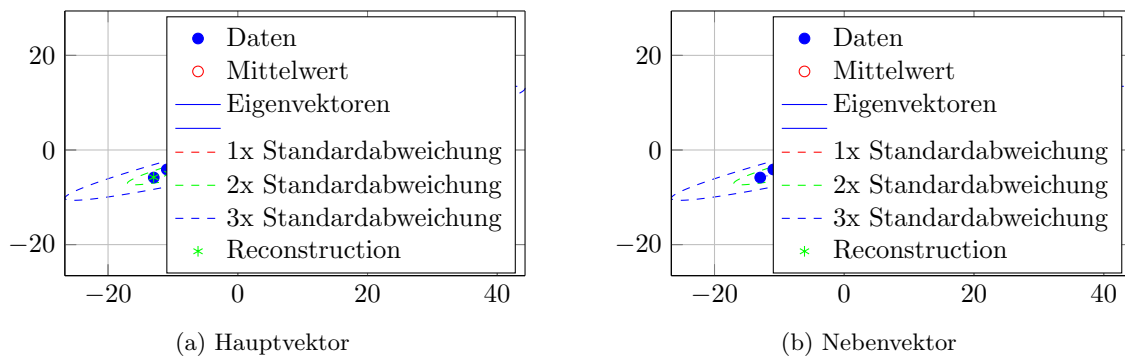 20
0
−20
−20
0
20
40
Daten
Mittelwert
Eigenvektoren
1x Standardabweichung
2x Standardabweichung
3x Standardabweichung
Reconstruction
(a) Hauptvektor
20
0
−20
−20
0
20
40
Daten
Mittelwert
Eigenvektoren
1x Standardabweichung
2x Standardabweichung
3x Standardabweichung
Reconstruction
(b) Nebenvektor